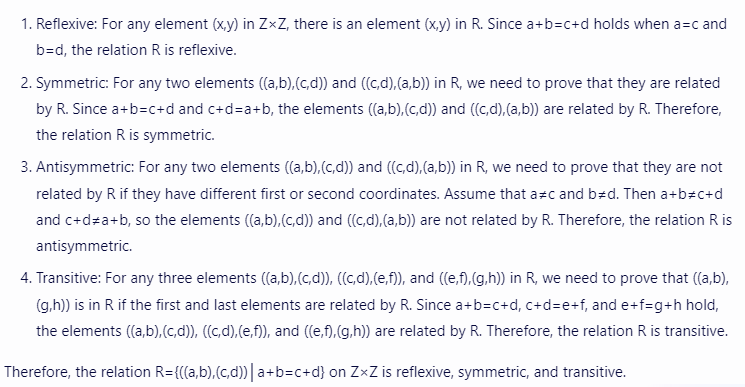 1. Reflexive: For any element (x,y) in Z×Z, there is an element (x,y) in R. Since a+b=c+d holds when a=c and
b=d, the relation R is reflexive.
2. Symmetric: For any two elements ((a,b),(c,d)) and ((c,d),(a,b)) in R, we need to prove that they are related
by R. Since a+b=c+d and c+d=a+b, the elements ((a,b),(c,d)) and ((c,d),(a,b)) are related by R. Therefore,
the relation R is symmetric.
3. Antisymmetric: For any two elements ((a,b),(c,d)) and ((c,d),(a,b)) in R, we need to prove that they are not
related by R if they have different first or second coordinates. Assume that a≠c and b≠d. Then a+b≠c+d
and c+d≠a+b, so the elements ((a,b),(c,d)) and ((c,d),(a,b)) are not related by R. Therefore, the relation R is
antisymmetric.
4. Transitive: For any three elements ((a,b),(c,d)), ((c,d),(e,f)), and ((e,f),(g,h)) in R, we need to prove that ((a,b),
(g,h)) is in R if the first and last elements are related by R. Since a+b=c+d, c+d=e+f, and e+f=g+h hold,
the elements ((a,b),(c,d)), ((c,d),(e,f)), and ((e,f),(g,h)) are related by R. Therefore, the relation R is transitive.
Therefore, the relation R={((a,b),(c,d))│a+b=c+d} on Z×Z is reflexive, symmetric, and transitive.